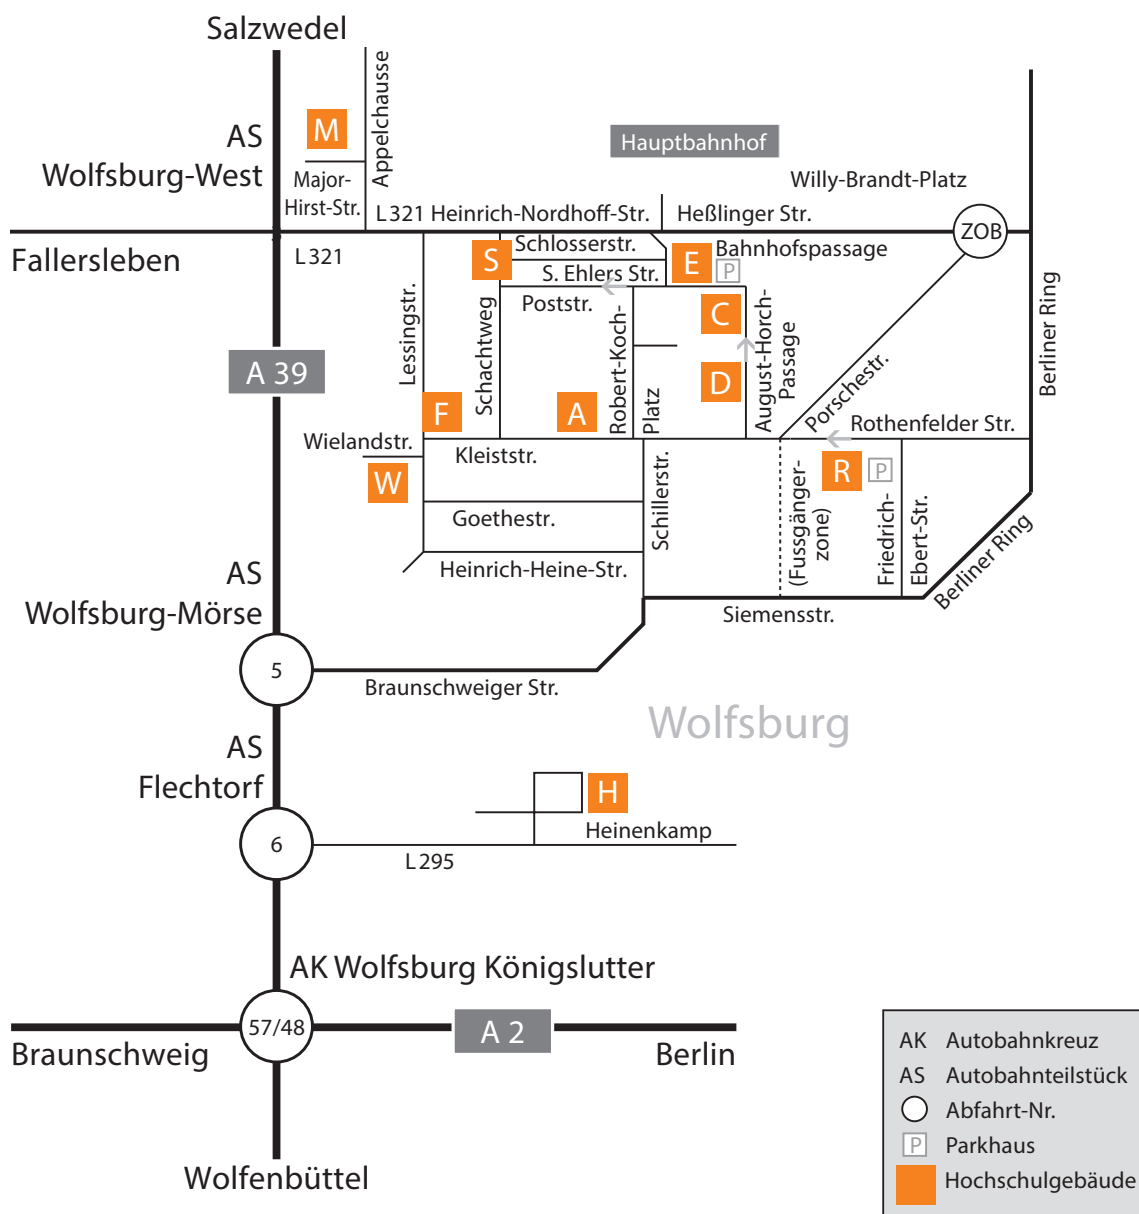 Salzwedel
AS
Wolfsburg-West
M
Major-
Hirst-Str.
Appelchausse
Hauptbahnhof
Willy-Brandt-Platz
L321 Heinrich-Nordhoff-Str.
Heßlinger Str.
ZOB
Fallersleben
L321
Schlosserstr.
S
S. Ehlers Str.
E
Bahnhofspassage
P
Poststr.
C
A 39
Lessingstr.
Schachtweg
Robert-Koch-
Platz
D
August-Horch-
Passage
Porschestr.
Berliner Ring
F
A
Rothenfelder Str.
Wielandstr.
Kleiststr.
W
R
P
Goethestr.
Schillerstr.
(Fussgänger-
zone)
Friedrich-
Ebert-Str.
Heinrich-Heine-Str.
Berliner Ring
AS
Wolfsburg-Mörse
Siemensstr.
5
Braunschweiger Str.
Wolfsburg
AS
Flechtorf
H
6
Heinenkamp
L295
AK Wolfsburg Königslutter
57/48
A 2
Braunschweig
Berlin
Wolfenbüttel
AK Autobahnkreuz
AS Autobahnteilstück
Abfahrt-Nr.
P Parkhaus
Hochschulgebäude